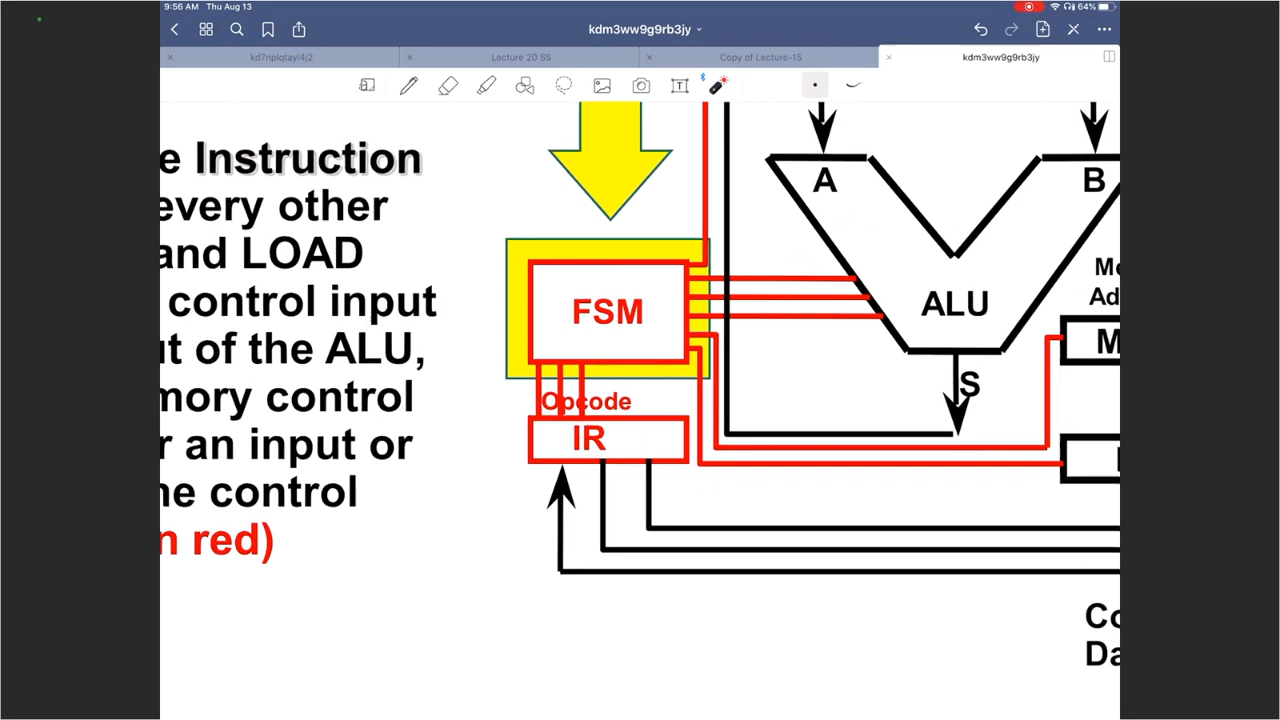 9:56 AM Thu Aug 13
64%
kdm3ww9g9rb3jy
kd7nplqtayl4j2
Lecture 20 SS
Copy of Lecture-15
kdm3ww9g9rb3jy
T
e Instruction
every other
and LOAD
control input
ut of the ALU,
mory control
r an input or
he control
n red)
A
B
FSM
ALU
Me
Ad
M
S
Opcode
IR
Co
Da